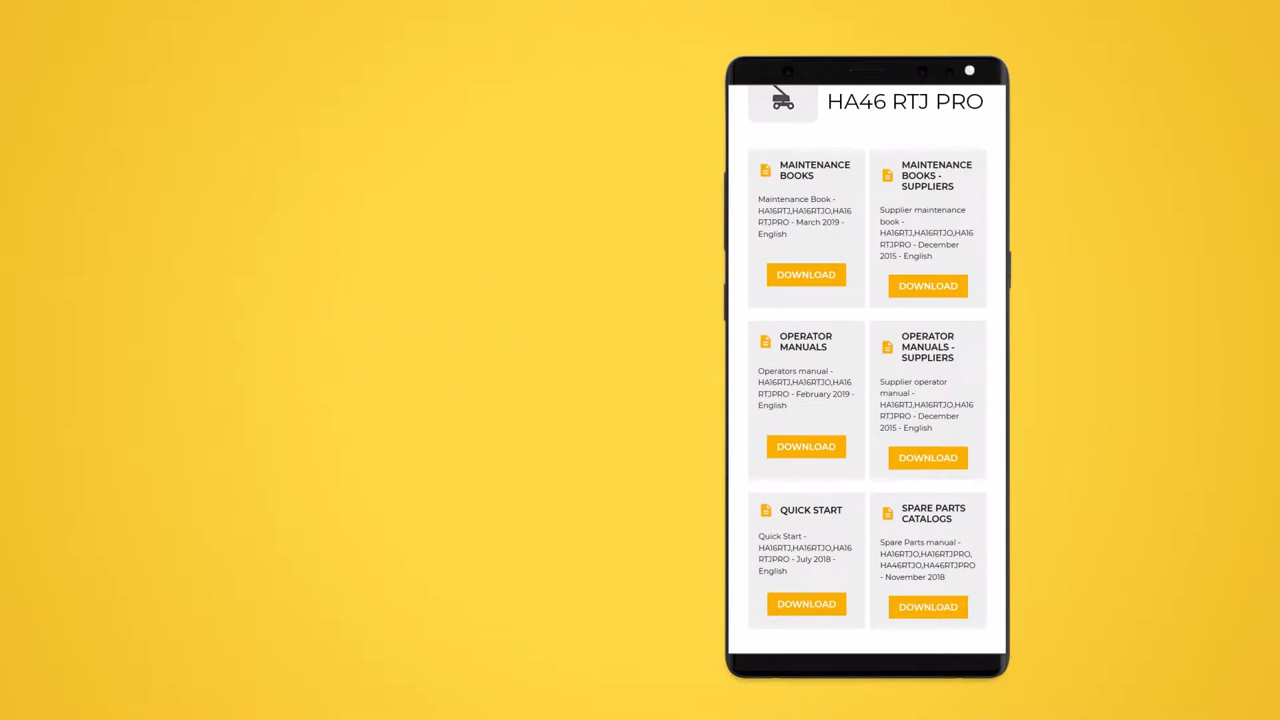 HA46 RTJ PRO
MAINTENANCE
BOOKS
Maintenance Book -
HA16RTJ,HA16RTJO,HA16
RTJPRO - March 2019 -
English
DOWNLOAD
MAINTENANCE
BOOKS -
SUPPLIERS
Supplier maintenance
book -
HA16RTJ,HA16RTJO,HA16
RTJPRO - December
2015 - English
DOWNLOAD
OPERATOR
MANUALS
Operators manual -
HA16RTJ,HA16RTJO,HA16
RTJPRO - February 2019 -
English
DOWNLOAD
OPERATOR
MANUALS -
SUPPLIERS
Supplier operator
manual -
HA16RTJ,HA16RTJO,HA16
RTJPRO - December
2015 - English
DOWNLOAD
QUICK START
Quick Start -
HA16RTJ,HA16RTJO,HA16
RTJPRO - July 2018 -
English
DOWNLOAD
SPARE PARTS
CATALOGS
Spare Parts manual -
HA16RTJO,HA16RTJPRO,
HA46RTJO,HA46RTJPRO
- November 2018
DOWNLOAD